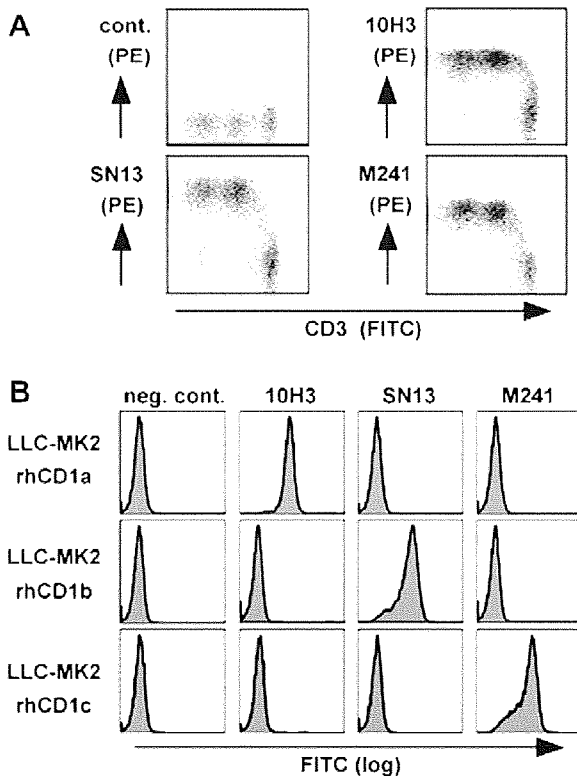 A
cont.
(PE)
10H3
(PE)
SN13
(PE)
M241
(PE)
CD3 (FITC)
B
neg. cont. 10H3 SN13 M241
LLC-MK2
rhCD1a
LLC-MK2
rhCD1b
LLC-MK2
rhCD1c
FITC (log)